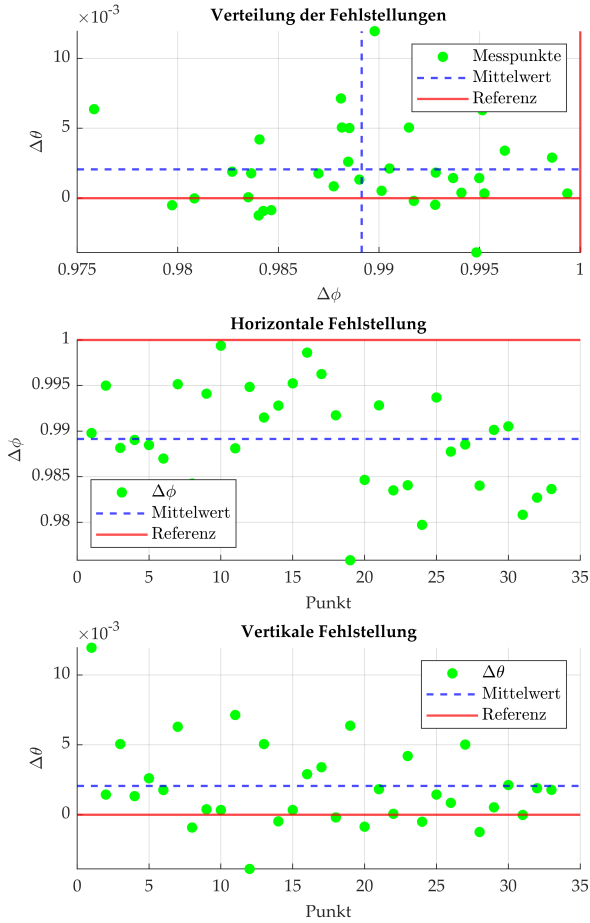 Verteilung der Fehlstellungen
×10⁻³
10
5
0
Δθ
Messpunkte
Mittelwert
Referenz
0.975 0.98 0.985 0.99 0.995 1
Δϕ
Horizontale Fehlstellung
1
0.995
0.99
0.985
0.98
Δϕ
Δϕ
Mittelwert
Referenz
0 5 10 15 20 25 30 35
Punkt
Vertikale Fehlstellung
×10⁻³
10
5
0
Δθ
Δθ
Mittelwert
Referenz
0 5 10 15 20 25 30 35
Punkt